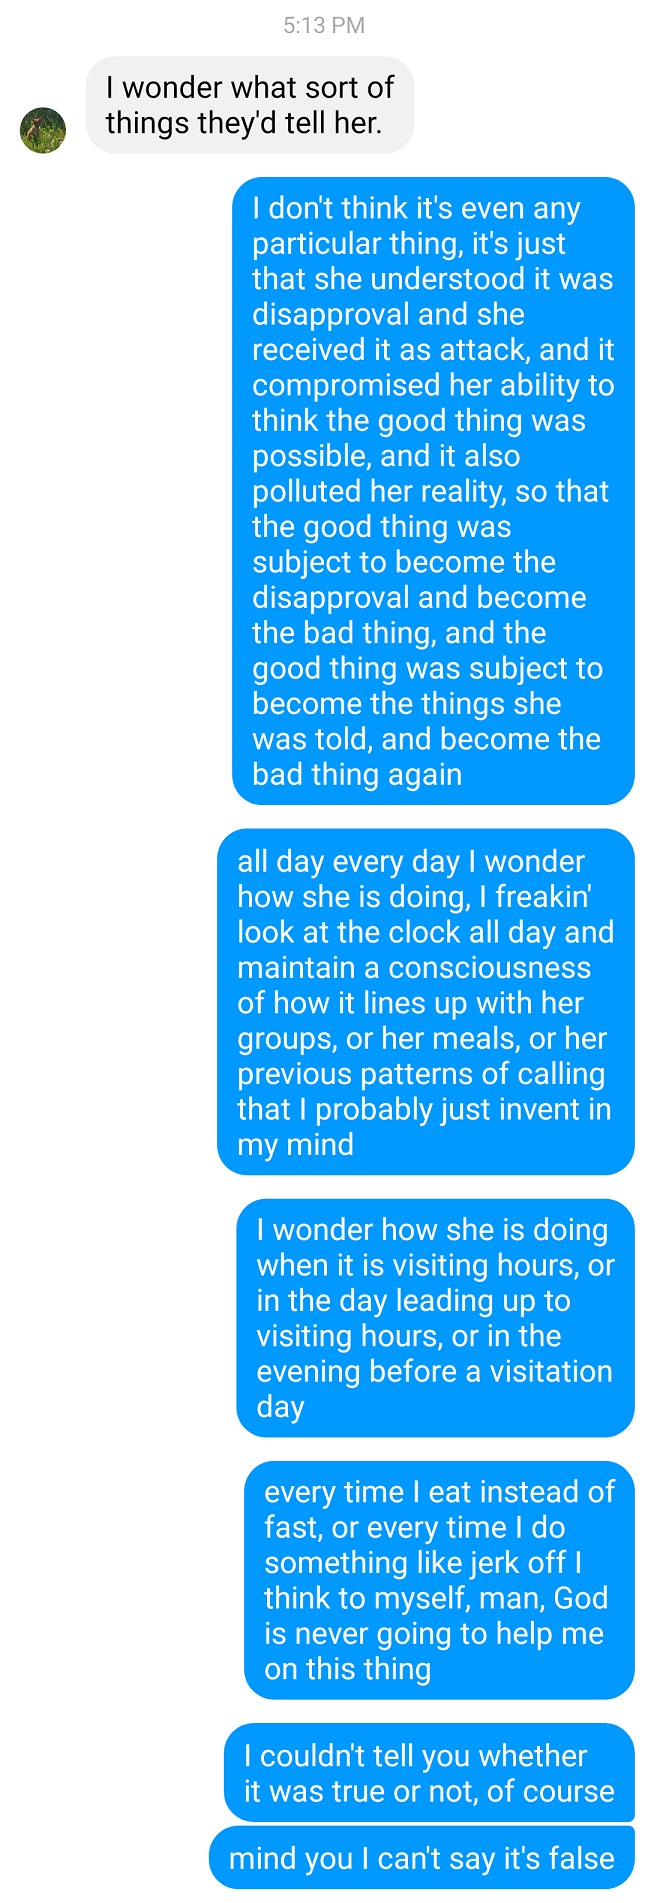 5:13 PM
I wonder what sort of
things they'd tell her.
I don't think it's even any
particular thing, it's just
that she understood it was
disapproval and she
received it as attack, and it
compromised her ability to
think the good thing was
possible, and it also
polluted her reality, so that
the good thing was
subject to become the
disapproval and become
the bad thing, and the
good thing was subject to
become the things she
was told, and become the
bad thing again
all day every day I wonder
how she is doing, I freakin'
look at the clock all day and
maintain a consciousness
of how it lines up with her
groups, or her meals, or her
previous patterns of calling
that I probably just invent in
my mind
I wonder how she is doing
when it is visiting hours, or
in the day leading up to
visiting hours, or in the
evening before a visitation
day
every time I eat instead of
fast, or every time I do
something like jerk off I
think to myself, man, God
is never going to help me
on this thing
I couldn't tell you whether
it was true or not, of course
mind you I can't say it's false